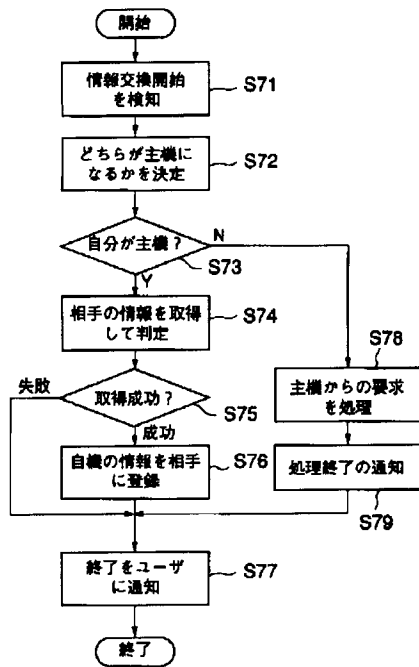 開始
情報交換開始
を検知
S71
どちらが主機に
なるかを決定
S72
自分が主機？
N
S73
Y
相手の情報を取得
して判定
S74
S78
主機からの要求
を処理
失敗
取得成功？
S75
成功
自機の情報を相手
に登録
S76
処理終了の通知
S79
終了をユーザ
に通知
S77
終了